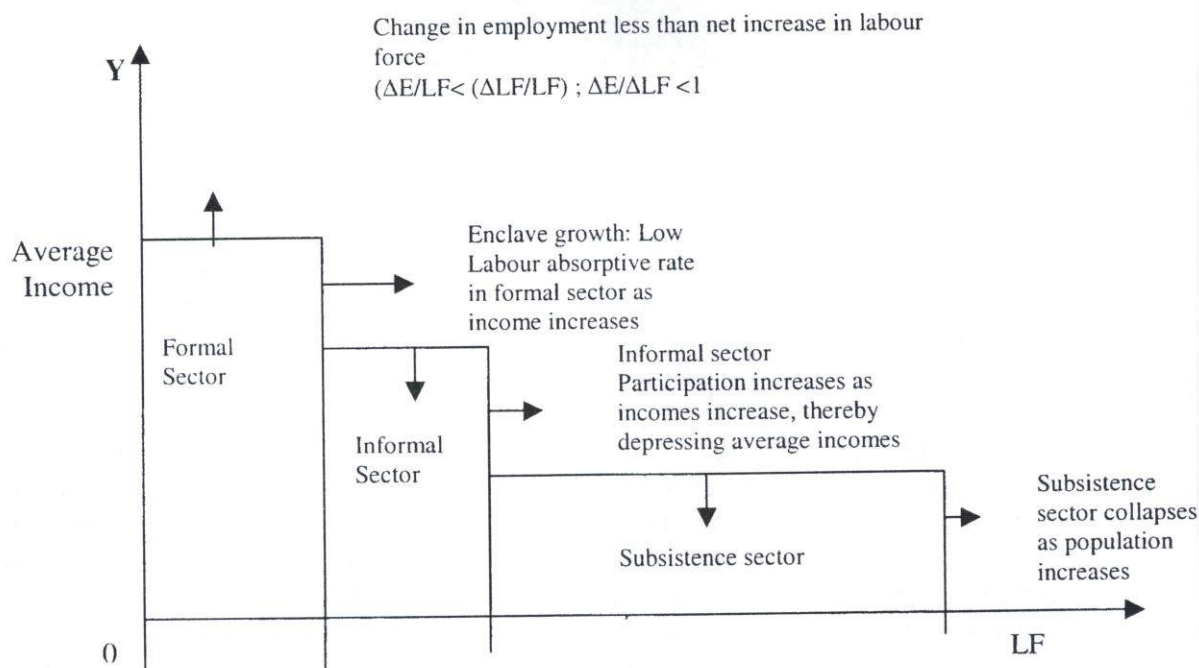 Change in employment less than net increase in labour
force
(ΔE/LF< (ΔLF/LF) ; ΔE/ΔLF <1
Y
Average
Income
Enclave growth: Low
Labour absorptive rate
in formal sector as
income increases
Formal
Sector
Informal sector
Participation increases as
incomes increase, thereby
depressing average incomes
Informal
Sector
Subsistence sector
Subsistence
sector collapses
as population
increases
0
LF